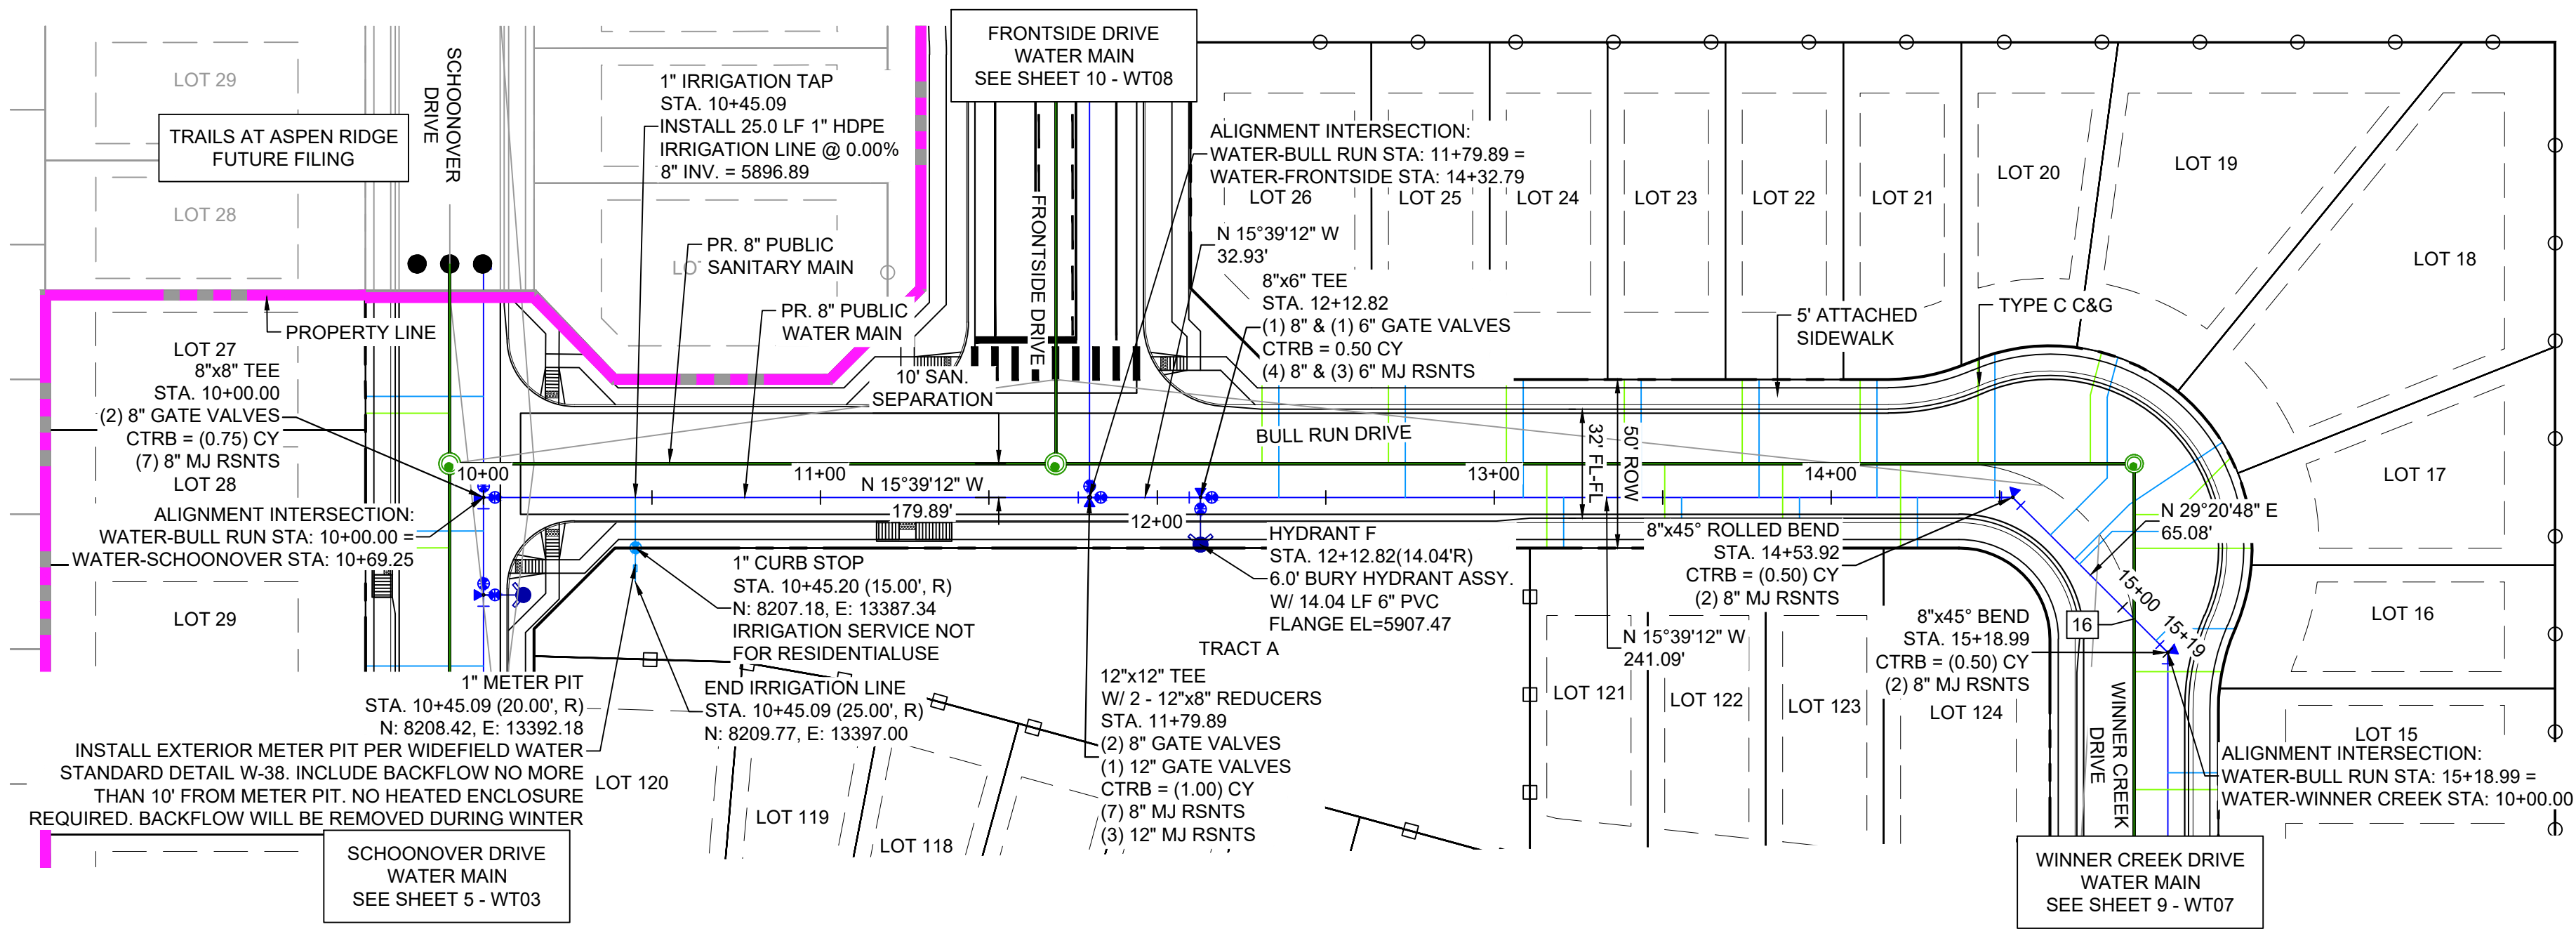 LOT 29
TRAILS AT ASPEN RIDGE
FUTURE FILING
LOT 28
SCHOONOVER
DRIVE
1" IRRIGATION TAP
STA. 10+45.09
INSTALL 25.0 LF 1" HDPE
IRRIGATION LINE @ 0.00%
8" INV. = 5896.89
FRONTSIDE DRIVE
WATER MAIN
SEE SHEET 10 - WT08
ALIGNMENT INTERSECTION:
WATER-BULL RUN STA: 11+79.89 =
WATER-FRONTSIDE STA: 14+32.79
LOT 26
LOT 25
LOT 24
LOT 23
LOT 22
LOT 21
LOT 20
LOT 19
LOT 18
N 15°39'12" W
32.93'
PR. 8" PUBLIC
SANITARY MAIN
PR. 8" PUBLIC
WATER MAIN
FRONTSIDE DRIVE
8"x6" TEE
STA. 12+12.82
(1) 8" & (1) 6" GATE VALVES
CTRB = 0.50 CY
(4) 8" & (3) 6" MJ RSNTS
5' ATTACHED
SIDEWALK
TYPE C C&G
PROPERTY LINE
LOT 27
8"x8" TEE
STA. 10+00.00
(2) 8" GATE VALVES
CTRB = (0.75) CY
(7) 8" MJ RSNTS
LOT 28
ALIGNMENT INTERSECTION:
WATER-BULL RUN STA: 10+00.00 =
WATER-SCHOONOVER STA: 10+69.25
LOT 29
10' SAN.
SEPARATION
BULL RUN DRIVE
32' FL-FL
50' ROW
10+00
11+00
N 15°39'12" W
179.89'
12+00
13+00
14+00
LOT 17
N 29°20'48" E
65.08'
15+00
15+19
16
LOT 16
1" CURB STOP
STA. 10+45.20 (15.00', R)
N: 8207.18, E: 13387.34
IRRIGATION SERVICE NOT
FOR RESIDENTIALUSE
HYDRANT F
STA. 12+12.82(14.04'R)
6.0' BURY HYDRANT ASSY.
W/ 14.04 LF 6" PVC
FLANGE EL=5907.47
8"x45° ROLLED BEND
STA. 14+53.92
CTRB = (0.50) CY
(2) 8" MJ RSNTS
N 15°39'12" W
241.09'
8"x45° BEND
STA. 15+18.99
CTRB = (0.50) CY
(2) 8" MJ RSNTS
LOT 124
TRACT A
1" METER PIT
STA. 10+45.09 (20.00', R)
N: 8208.42, E: 13392.18
INSTALL EXTERIOR METER PIT PER WIDEFIELD WATER
STANDARD DETAIL W-38. INCLUDE BACKFLOW NO MORE
THAN 10' FROM METER PIT. NO HEATED ENCLOSURE
REQUIRED. BACKFLOW WILL BE REMOVED DURING WINTER
END IRRIGATION LINE
STA. 10+45.09 (25.00', R)
N: 8209.77, E: 13397.00
12"x12" TEE
W/ 2 - 12"x8" REDUCERS
STA. 11+79.89
(2) 8" GATE VALVES
(1) 12" GATE VALVES
CTRB = (1.00) CY
(7) 8" MJ RSNTS
(3) 12" MJ RSNTS
LOT 120
LOT 119
LOT 118
LOT 121
LOT 122
LOT 123
WINNER CREEK
DRIVE
LOT 15
ALIGNMENT INTERSECTION:
WATER-BULL RUN STA: 15+18.99 =
WATER-WINNER CREEK STA: 10+00.00
SCHOONOVER DRIVE
WATER MAIN
SEE SHEET 5 - WT03
WINNER CREEK DRIVE
WATER MAIN
SEE SHEET 9 - WT07